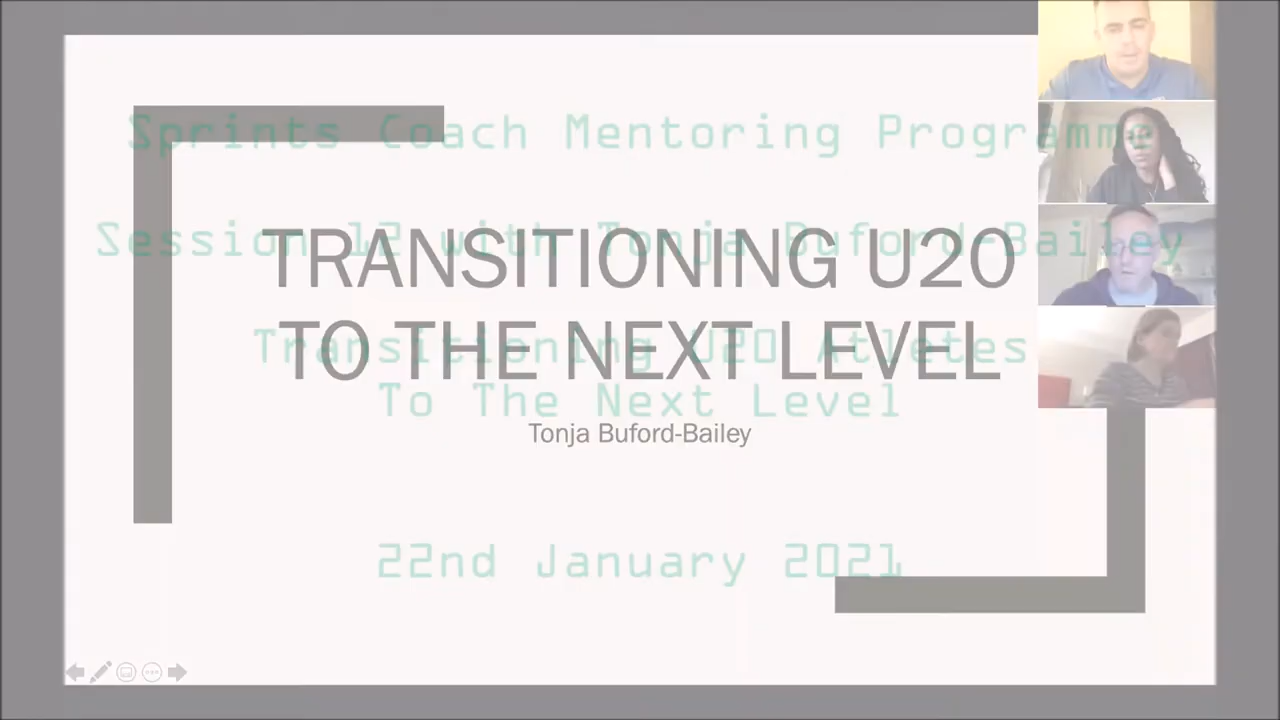 Sprints Coach Mentoring Programme
Session 12 with Tonja Buford-Bailey
TRANSITIONING U20
TO THE NEXT LEVEL
Transitioning U20 Atletes
To The Next Level
Tonja Buford-Bailey
22nd January 2021